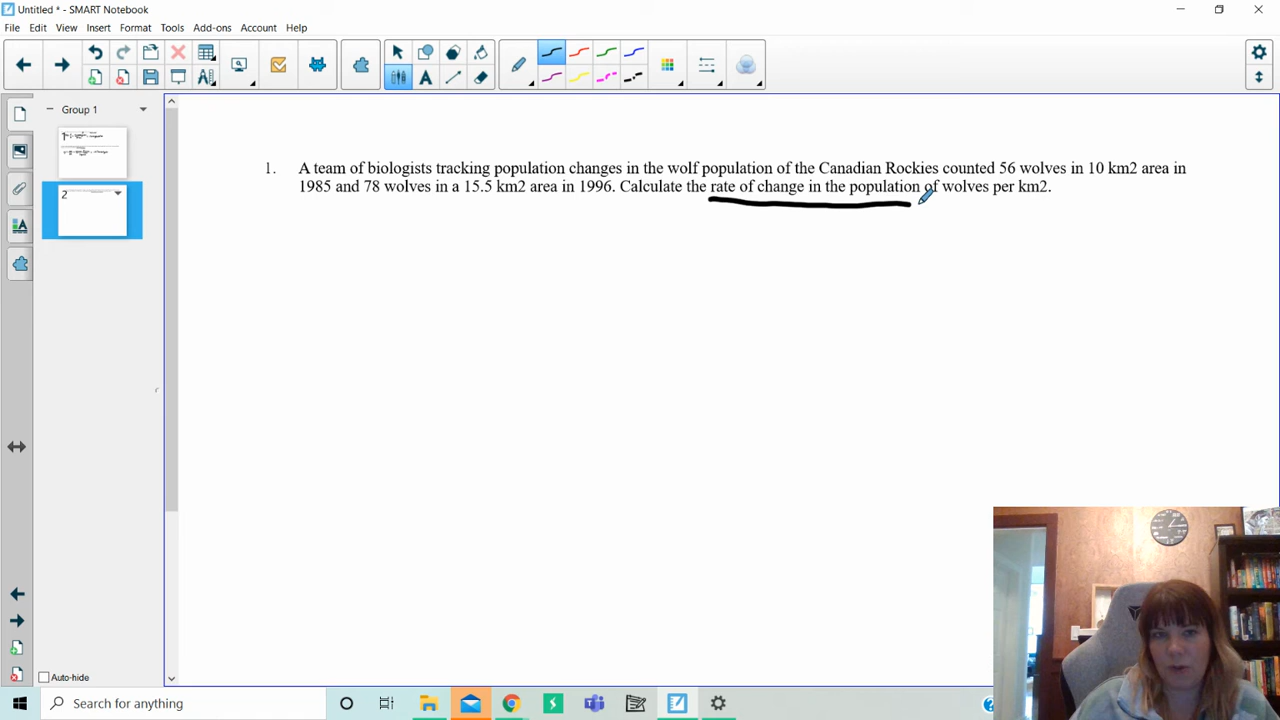 Untitled * - SMART Notebook
File Edit View Insert Format Tools Add-ons Account Help
Group 1
2
1. A team of biologists tracking population changes in the wolf population of the Canadian Rockies counted 56 wolves in 10 km2 area in
1985 and 78 wolves in a 15.5 km2 area in 1996. Calculate the rate of change in the population of wolves per km2.
Auto-hide
Search for anything